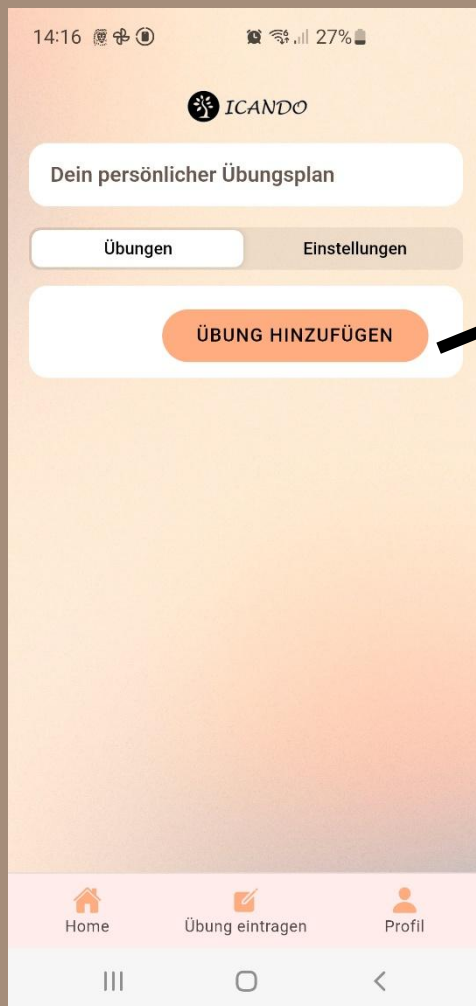 14:16 27%
ICANDO
Dein persönlicher Übungsplan
Übungen Einstellungen
ÜBUNG HINZUFÜGEN
Home Übung eintragen Profil